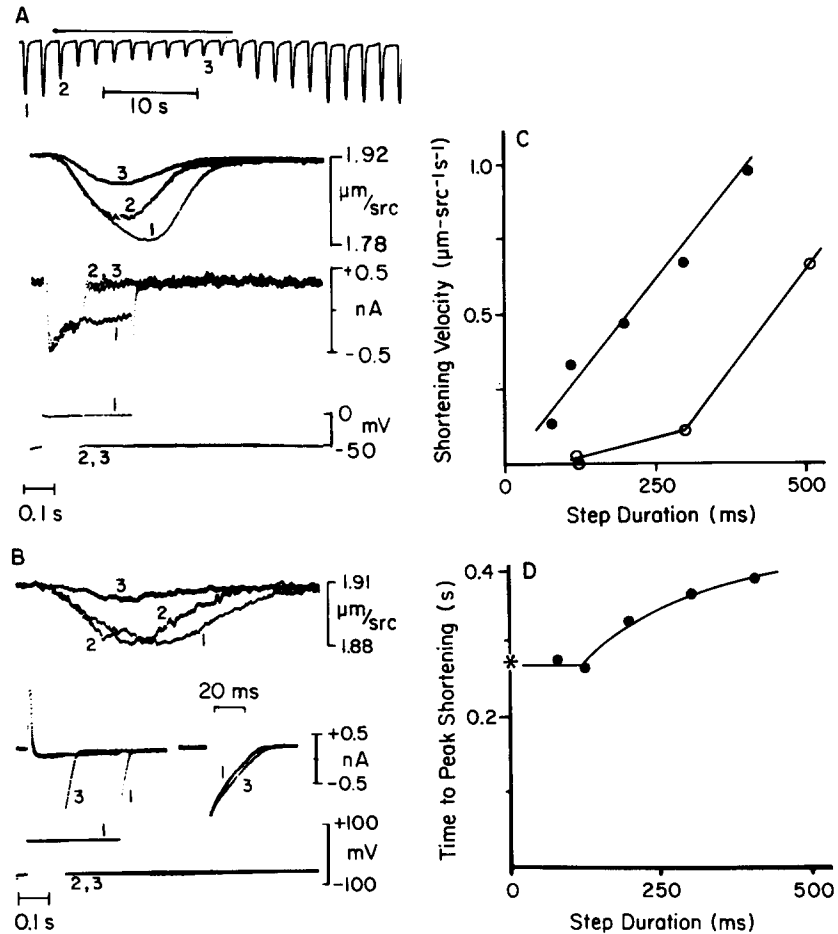 A
1
2
3
10 s
3
2
1
1.92
μm/src
1.78
2,3
1
+0.5
nA
-0.5
1
0
mV
-50
2,3
0.1 s
B
3
2
2
1
1.91
μm/src
1.88
20 ms
3
1
1
3
+0.5
nA
-0.5
1
+100
mV
-100
2,3
0.1 s
C
Shortening Velocity (μm-src⁻¹s⁻¹)
1.0
0.5
0
250
500
Step Duration (ms)
D
Time to Peak Shortening (s)
0.4
0.2
*
0
250
500
Step Duration (ms)